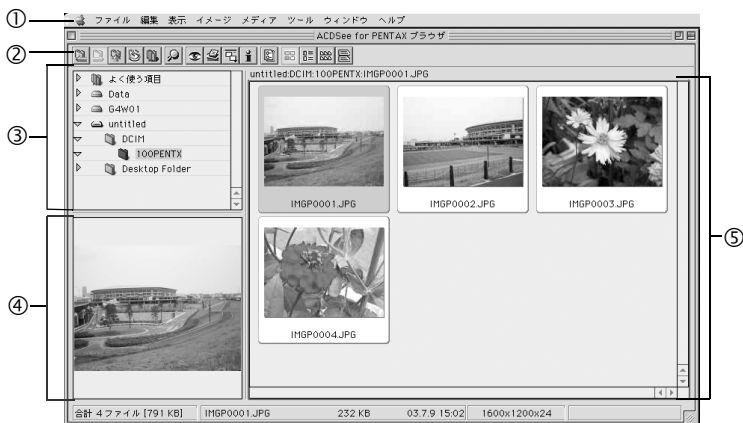 ① ファイル 編集 表示 イメージ メディア ツール ウィンドウ ヘルプ
ACDSee for PENTAX ブラウザ
②
③
よく使う項目
Data
G4W01
untitled
DCIM
100PENTX
Desktop Folder
④
untitled:DCIM:100PENTX:IMGP0001.JPG
IMGP0001.JPG IMGP0002.JPG IMGP0003.JPG
IMGP0004.JPG
⑤
合計 4 ファイル [791 KB] IMGP0001.JPG 232 KB 03.7.9 15:02 1600x1200x24